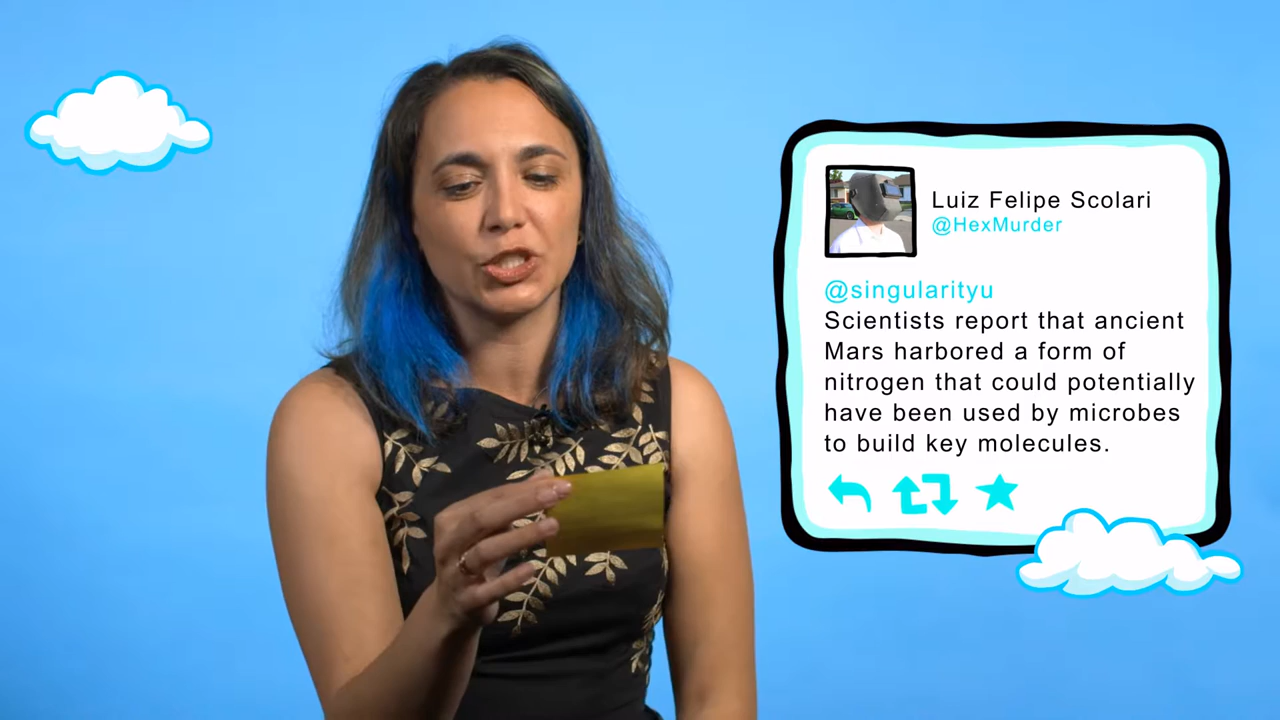 Luiz Felipe Scolari
@HexMurder
@singularityu
Scientists report that ancient
Mars harbored a form of
nitrogen that could potentially
have been used by microbes
to build key molecules.